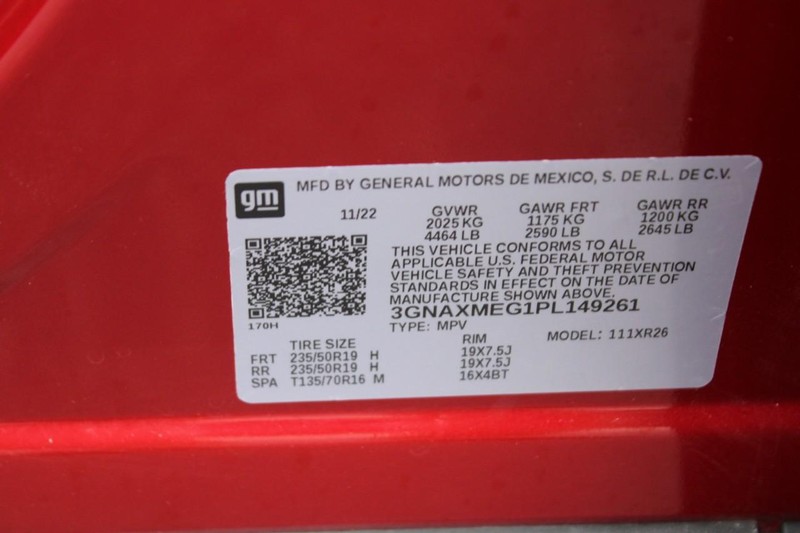 gm MFD BY GENERAL MOTORS DE MEXICO, S. DE R.L. DE C.V.
11/22 GVWR GAWR FRT GAWR RR
2025 KG 1175 KG 1200 KG
4464 LB 2590 LB 2645 LB
THIS VEHICLE CONFORMS TO ALL
APPLICABLE U.S. FEDERAL MOTOR
VEHICLE SAFETY AND THEFT PREVENTION
STANDARDS IN EFFECT ON THE DATE OF
MANUFACTURE SHOWN ABOVE.
3GNAXMEG1PL149261
170H
TYPE: MPV MODEL: 111XR26
TIRE SIZE RIM
FRT 235/50R19 H 19X7.5J
RR 235/50R19 H 19X7.5J
SPA T135/70R16 M 16X4BT